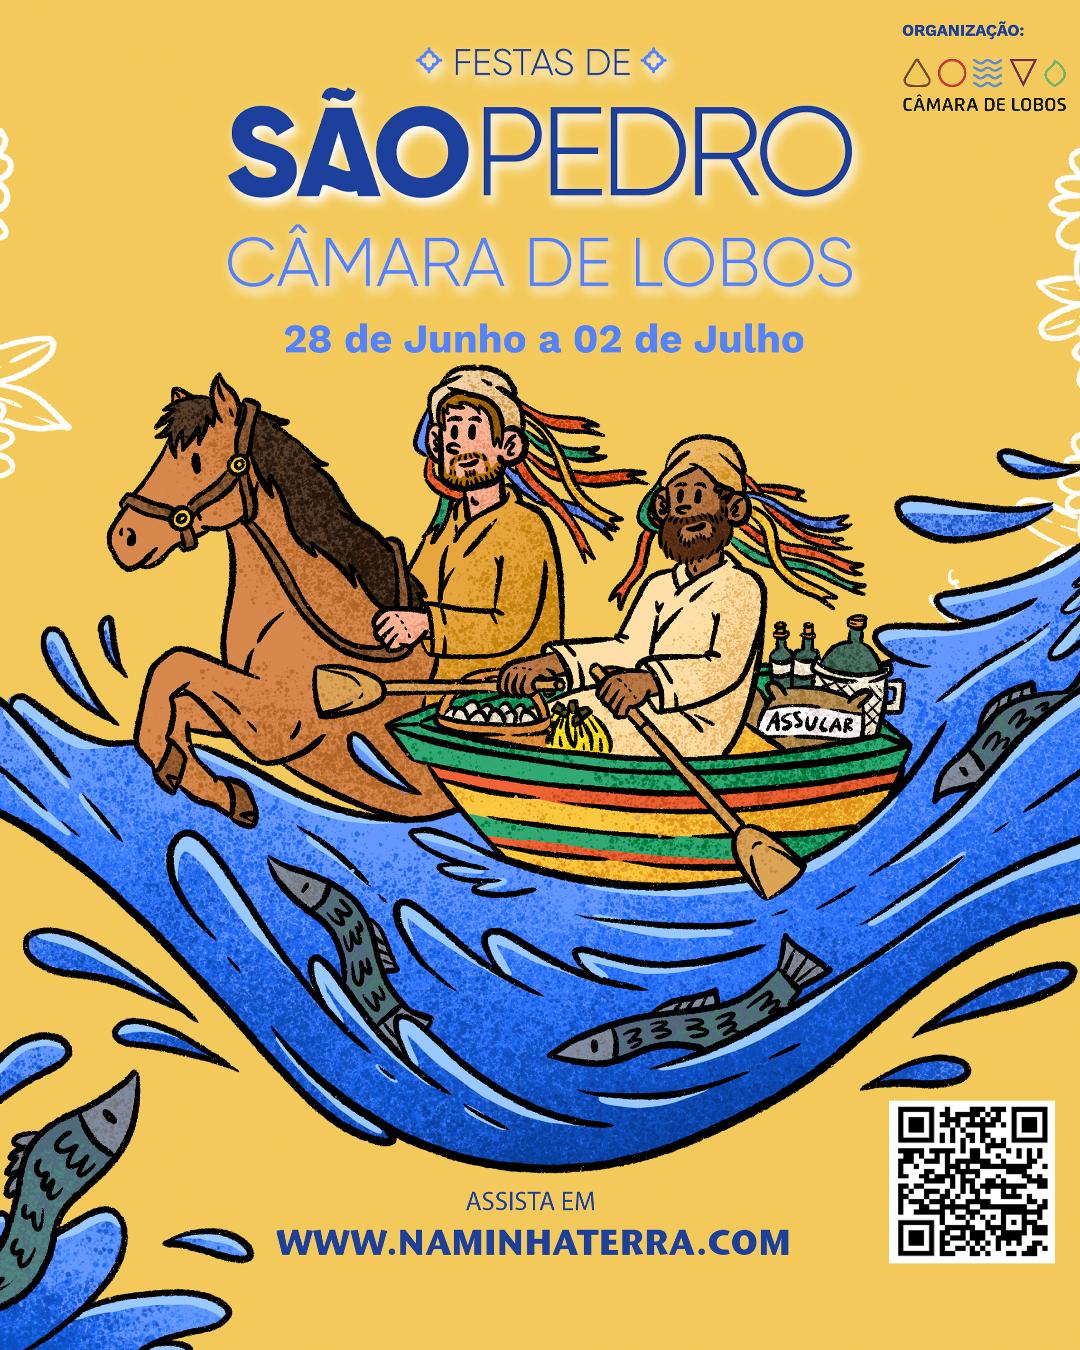 ORGANIZAÇÃO:
CÂMARA DE LOBOS
FESTAS DE
SÃO PEDRO
CÂMARA DE LOBOS
28 de Junho a 02 de Julho
ASSUCAR
ASSISTA EM
WWW.NAMINHATERRA.COM